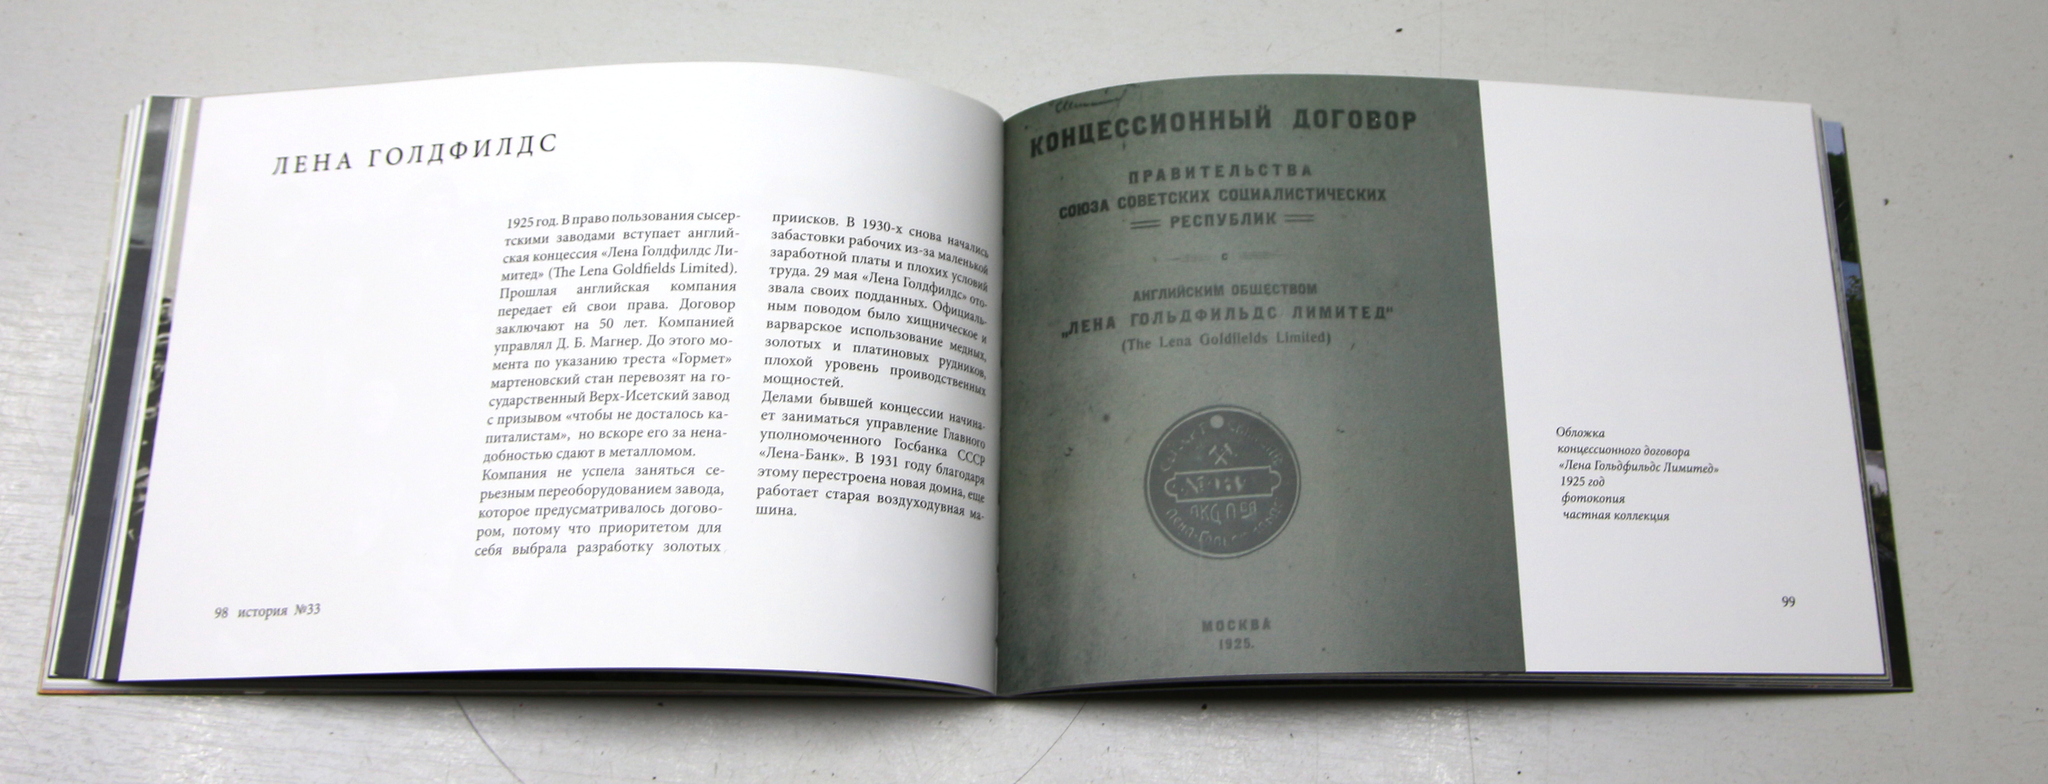 ЛЕНА ГОЛДФИЛДС
1925 год. В право пользования сысер-
тскими заводами вступает англий-
ская концессия «Лена Голдфилдс Ли-
митед» (The Lena Goldfields Limited).
Прошлая английская компания
передает ей свои права. Договор
заключают на 50 лет. Компанией
управлял Д. Б. Магнер. До этого мо-
мента по указанию треста «Гормет»
мартеновский стан перевозят на го-
сударственный Верх-Исетский завод
с призывом «чтобы не досталось ка-
питалистам», но вскоре его за нена-
добностью сдают в металлолом.
Компания не успела заняться се-
рьезным переоборудованием завода,
которое предусматривалось догово-
ром, потому что приоритетом для
себя выбрала разработку золотых
приисков. В 1930-х снова начались
забастовки рабочих из-за маленькой
заработной платы и плохих условий
труда. 29 мая «Лена Голдфилдс» ото-
звала своих подданных. Официаль-
ным поводом было хищническое и
варварское использование медных,
золотых и платиновых рудников,
плохой уровень проиводственных
мощностей.
Делами бывшей концессии начина-
ет заниматься управление Главного
уполномоченного Госбанка СССР
«Лена-Банк». В 1931 году благодаря
этому перестроена новая домна, еще
работает старая воздуходувная ма-
шина.
98 история №33
КОНЦЕССИОННЫЙ ДОГОВОР
ПРАВИТЕЛЬСТВА
СОЮЗА СОВЕТСКИХ СОЦИАЛИСТИЧЕСКИХ
РЕСПУБЛИК
с
АНГЛИЙСКИМ ОБЩЕСТВОМ
„ЛЕНА ГОЛЬДФИЛЬДС ЛИМИТЕД"
(The Lena Goldfields Limited)
МОСКВА
1925.
Обложка
концессионного договора
«Лена Гольдфильдс Лимитед»
1925 год
фотокопия
частная коллекция
99